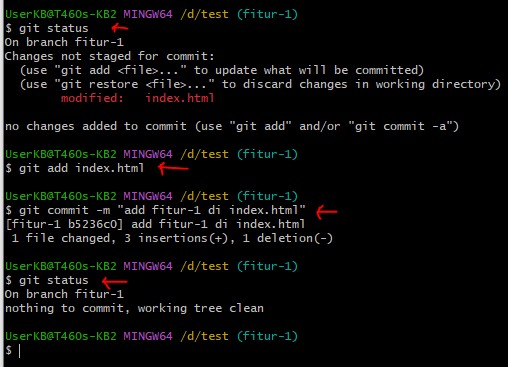 UserKB@T460s-KB2 MINGW64 /d/test (fitur-1)
$ git status
On branch fitur-1
Changes not staged for commit:
  (use "git add <file>..." to update what will be committed)
  (use "git restore <file>..." to discard changes in working directory)
        modified:   index.html

no changes added to commit (use "git add" and/or "git commit -a")

UserKB@T460s-KB2 MINGW64 /d/test (fitur-1)
$ git add index.html

UserKB@T460s-KB2 MINGW64 /d/test (fitur-1)
$ git commit -m "add fitur-1 di index.html"
[fitur-1 b5236c0] add fitur-1 di index.html
 1 file changed, 3 insertions(+), 1 deletion(-)

UserKB@T460s-KB2 MINGW64 /d/test (fitur-1)
$ git status
On branch fitur-1
nothing to commit, working tree clean

UserKB@T460s-KB2 MINGW64 /d/test (fitur-1)
$